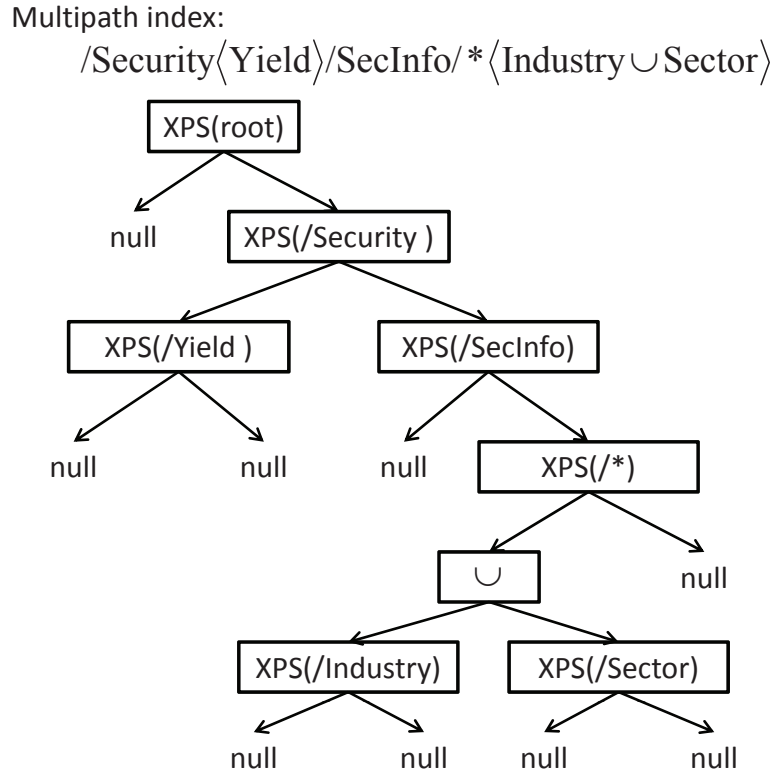 Multipath index:
/Security⟨Yield⟩/SecInfo/*⟨Industry∪Sector⟩
XPS(root)
null XPS(/Security )
XPS(/Yield ) XPS(/SecInfo)
null null null XPS(/*)
∪ null
XPS(/Industry) XPS(/Sector)
null null null null